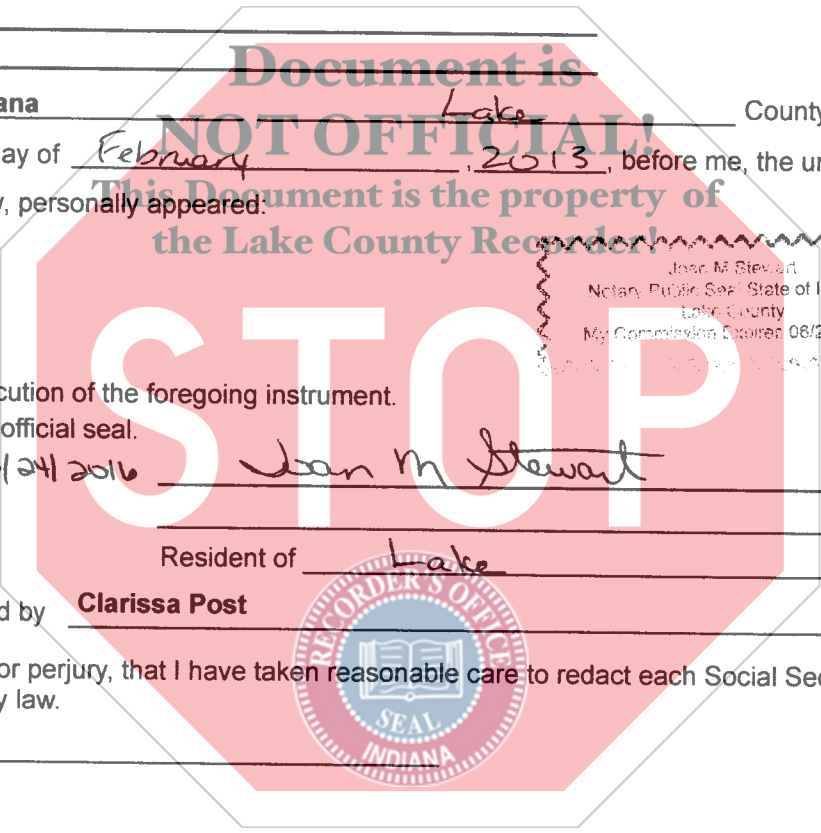 Document is
ana Lake County
NOT OFFICIAL!
ay of February, 2013, before me, the un
This Document is the property of
, personally appeared:
the Lake County Recorder!
Joan M Stewart
Notary Public Seal State of I
Lake County
My Commission Expires 06/2
STOP
cution of the foregoing instrument.
official seal.
/24/2016 Joan M Stewart
Resident of Lake
d by Clarissa Post
or perjury, that I have taken reasonable care to redact each Social Sec
y law.
RECORDER'S OFFICE
SEAL
INDIANA